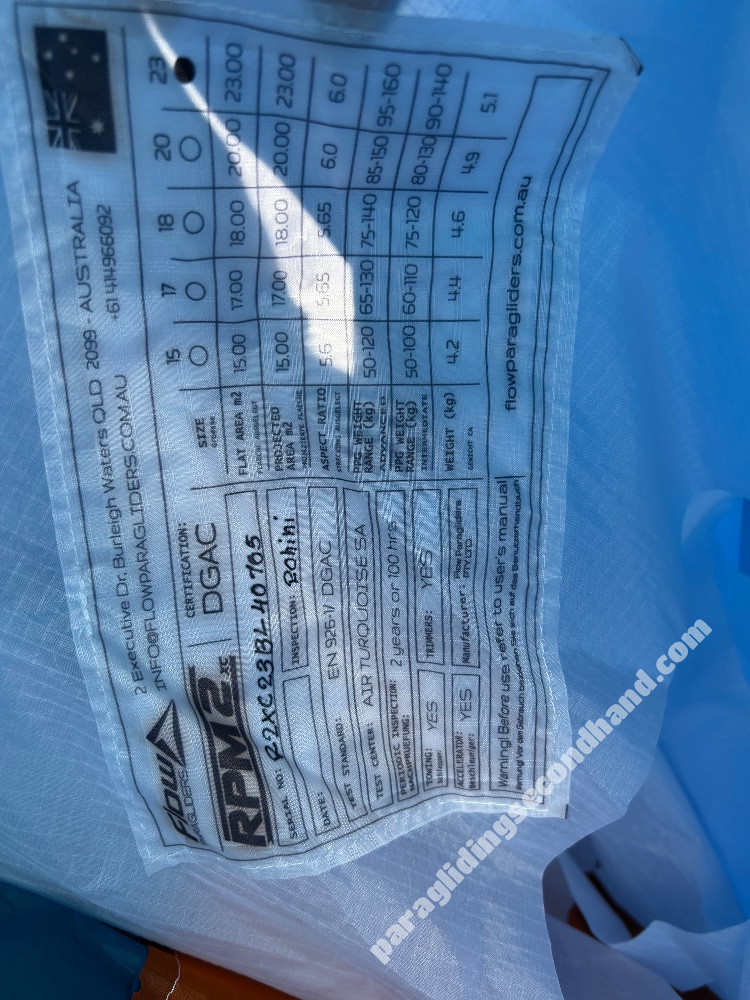 Flow
PARAGLIDERS
2 Executive Dr, Burleigh Waters QLD 2099 - AUSTRALIA
INFO@FLOWPARAGLIDERS.COM.AU +61 414966092
RPM2 XC
CERTIFICATION:
DGAC
SERIAL NO: R2XC23BL40765
DATE: INSPECTION: Rohini
TEST STANDARD: EN 926-1/ DGAC
TEST CENTER: AIR TURQUOISE SA
PERIODIC INSPECTION: 2 years or 100 hrs
NACHPRUEFUNG:
TOWING: YES TRIMMERS: YES
ACCELERATOR: YES Manufacturer: Flow Paragliders PTY LTD
Warning! Before use refer to user's manual
SIZE 15 17 18 20 23
FLAT AREA m2 15.00 17.00 18.00 20.00 23.00
PROJECTED AREA m2 15.00 17.00 18.00 20.00 23.00
ASPECT RATIO 5.6 5.65 5.65 6.0 6.0
PPG WEIGHT RANGE (kg) ADVANCED 50-120 65-130 75-140 85-150 95-160
PPG WEIGHT RANGE (kg) INTERMEDIATE 50-100 60-110 75-120 80-130 90-140
WEIGHT (kg) 4.2 4.4 4.6 4.9 5.1
flowparagliders.com.au
paraglidingsecondhand.com